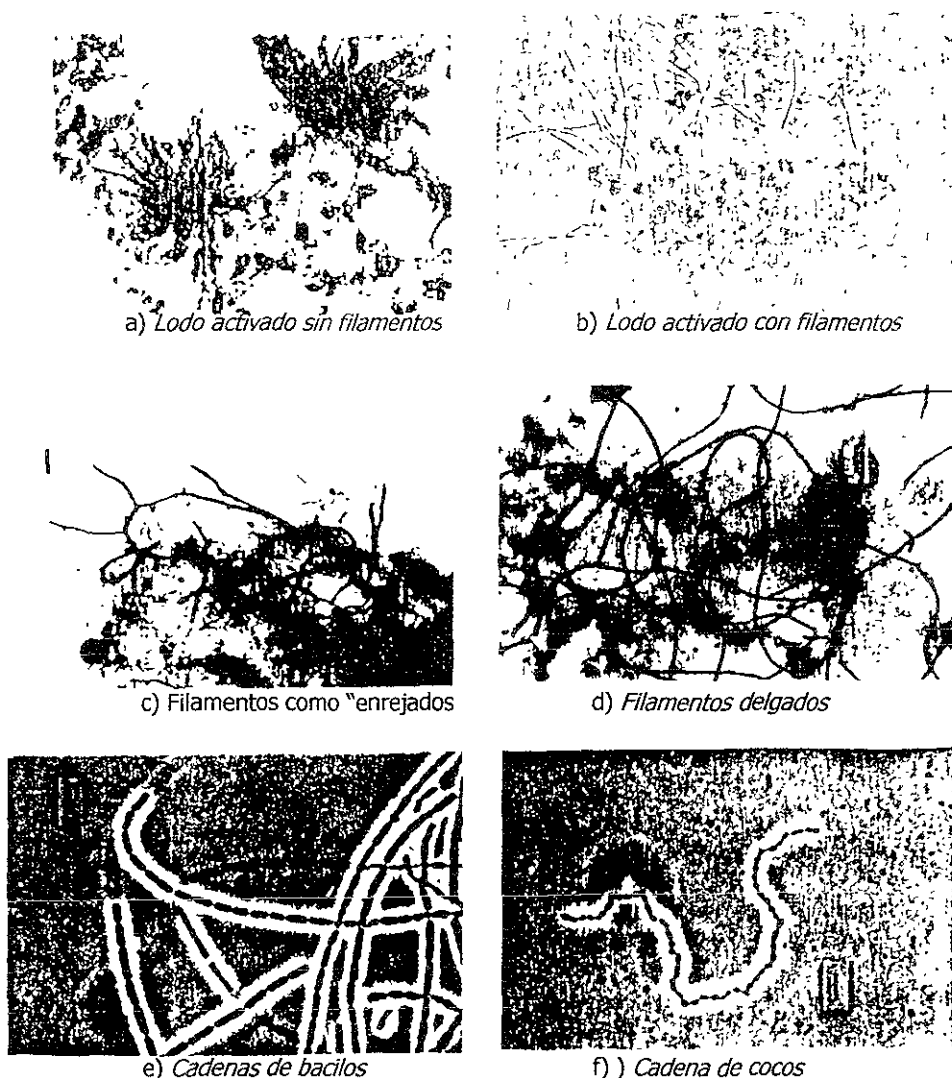 a) Lodo activado sin filamentos
b) Lodo activado con filamentos
c) Filamentos como "enrejados
d) Filamentos delgados
e) Cadenas de bacilos
f) ) Cadena de cocos